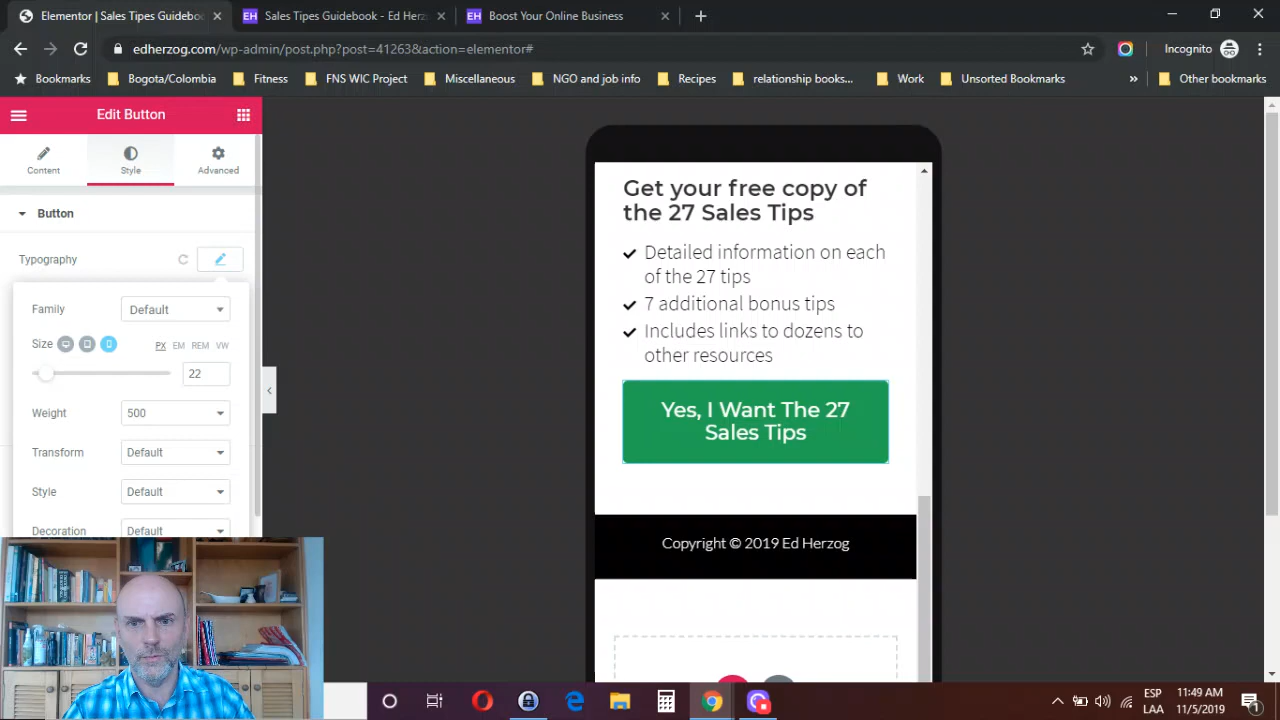 Elementor | Sales Tipes Guideboo
Sales Tipes Guidebook - Ed Herzo
Boost Your Online Business
edherzog.com/wp-admin/post.php?post=41263&action=elementor#
Incognito
Bookmarks
Bogota/Colombia
Fitness
FNS WIC Project
Miscellaneous
NGO and job info
Recipes
relationship books...
Work
Unsorted Bookmarks
»
Other bookmarks
Edit Button
Content
Style
Advanced
Button
Typography
Family
Default
Size
PX EM REM VW
22
Weight
500
Transform
Default
Style
Default
Decoration
Default
Get your free copy of
the 27 Sales Tips
Detailed information on each
of the 27 tips
7 additional bonus tips
Includes links to dozens to
other resources
Yes, I Want The 27
Sales Tips
Copyright © 2019 Ed Herzog
ESP
LAA
11:49 AM
11/5/2019
1